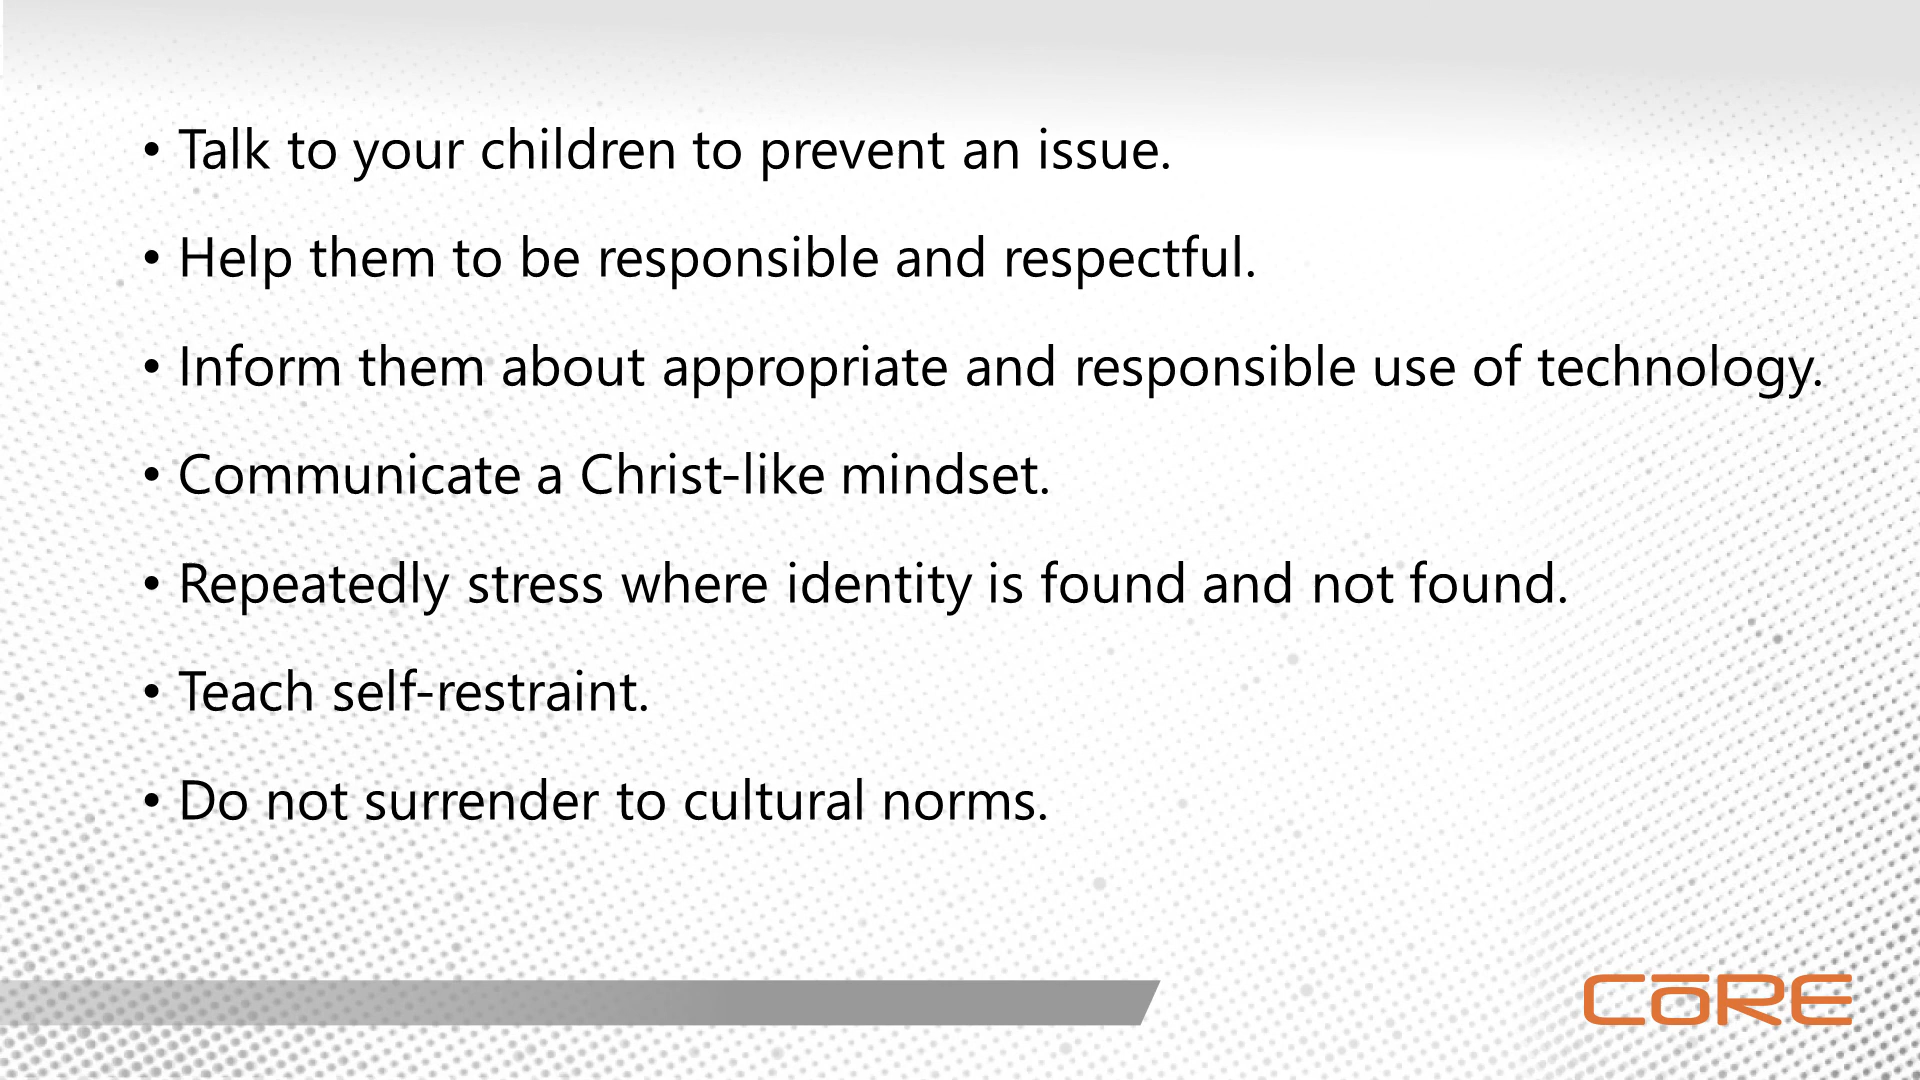 • Talk to your children to prevent an issue.
• Help them to be responsible and respectful.
• Inform them about appropriate and responsible use of technology.
• Communicate a Christ-like mindset.
• Repeatedly stress where identity is found and not found.
• Teach self-restraint.
• Do not surrender to cultural norms.
CōRE